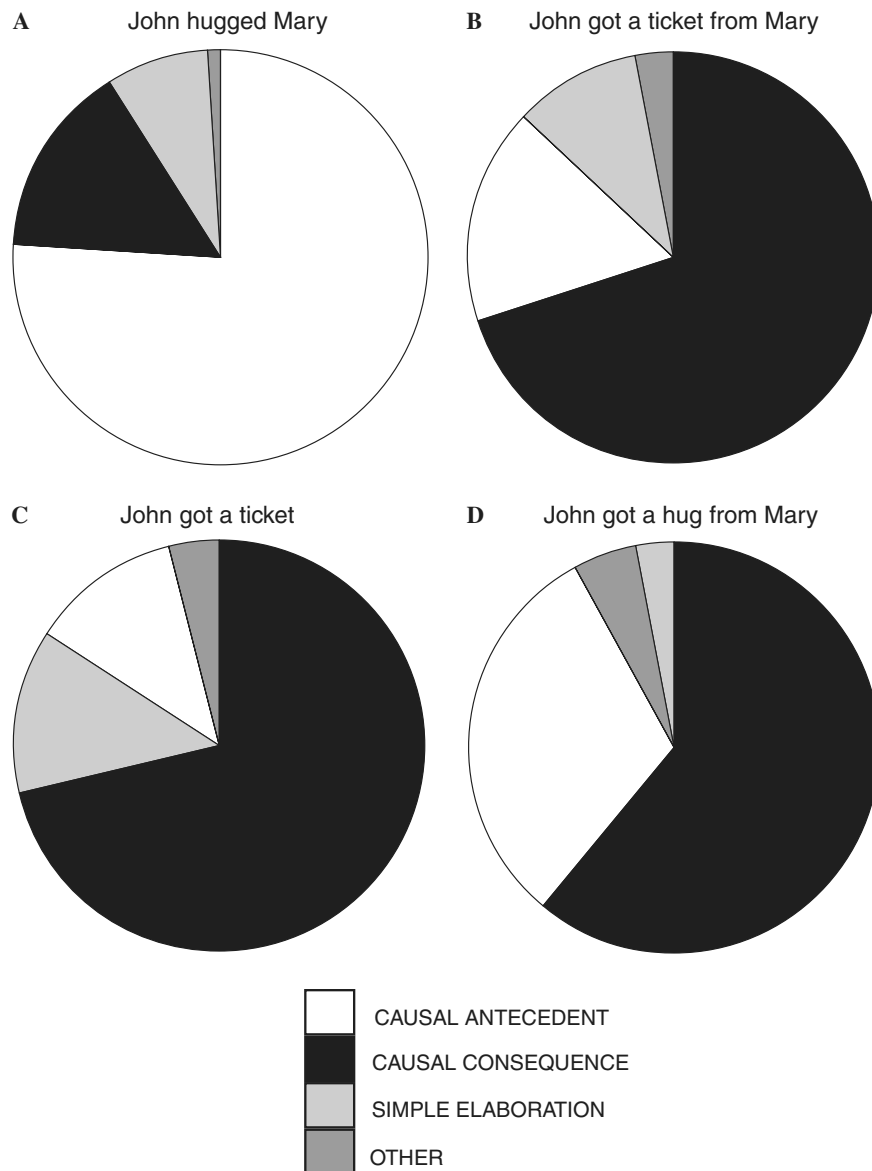 A John hugged Mary
B John got a ticket from Mary
C John got a ticket
D John got a hug from Mary
CAUSAL ANTECEDENT
CAUSAL CONSEQUENCE
SIMPLE ELABORATION
OTHER